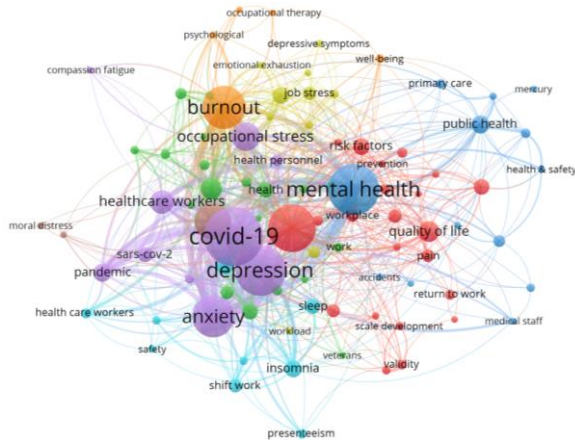 occupational therapy
psychological
depressive symptoms
emotional exhaustion
well-being
compassion fatigue
primary care
mercury
job stress
burnout
public health
occupational stress
risk factors
health personnel
prevention
health & safety
health
mental health
healthcare workers
workplace
moral distress
covid-19
quality of life
work
sars-cov-2
pain
pandemic
depression
accidents
return to work
health care workers
anxiety
sleep
scale development
medical staff
workload
safety
veterans
validity
insomnia
shift work
presenteeism